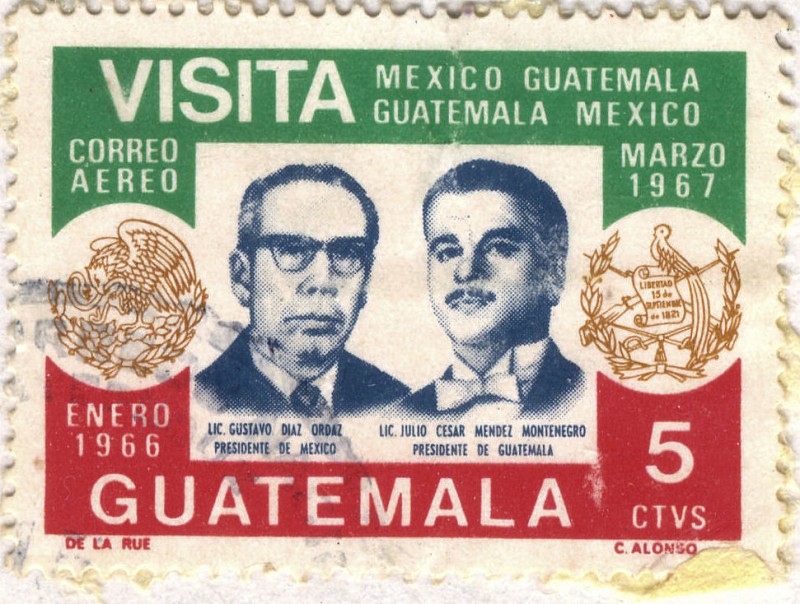 VISITA
MEXICO GUATEMALA
GUATEMALA MEXICO
CORREO
AEREO
MARZO
1967
LIBERTAD
15 de
SEPTIEMBRE
de 1821
LIC. GUSTAVO DIAZ ORDAZ
PRESIDENTE DE MEXICO
LIC. JULIO CESAR MENDEZ MONTENEGRO
PRESIDENTE DE GUATEMALA
ENERO
1966
5
CTVS
GUATEMALA
DE LA RUE
C. ALONSO